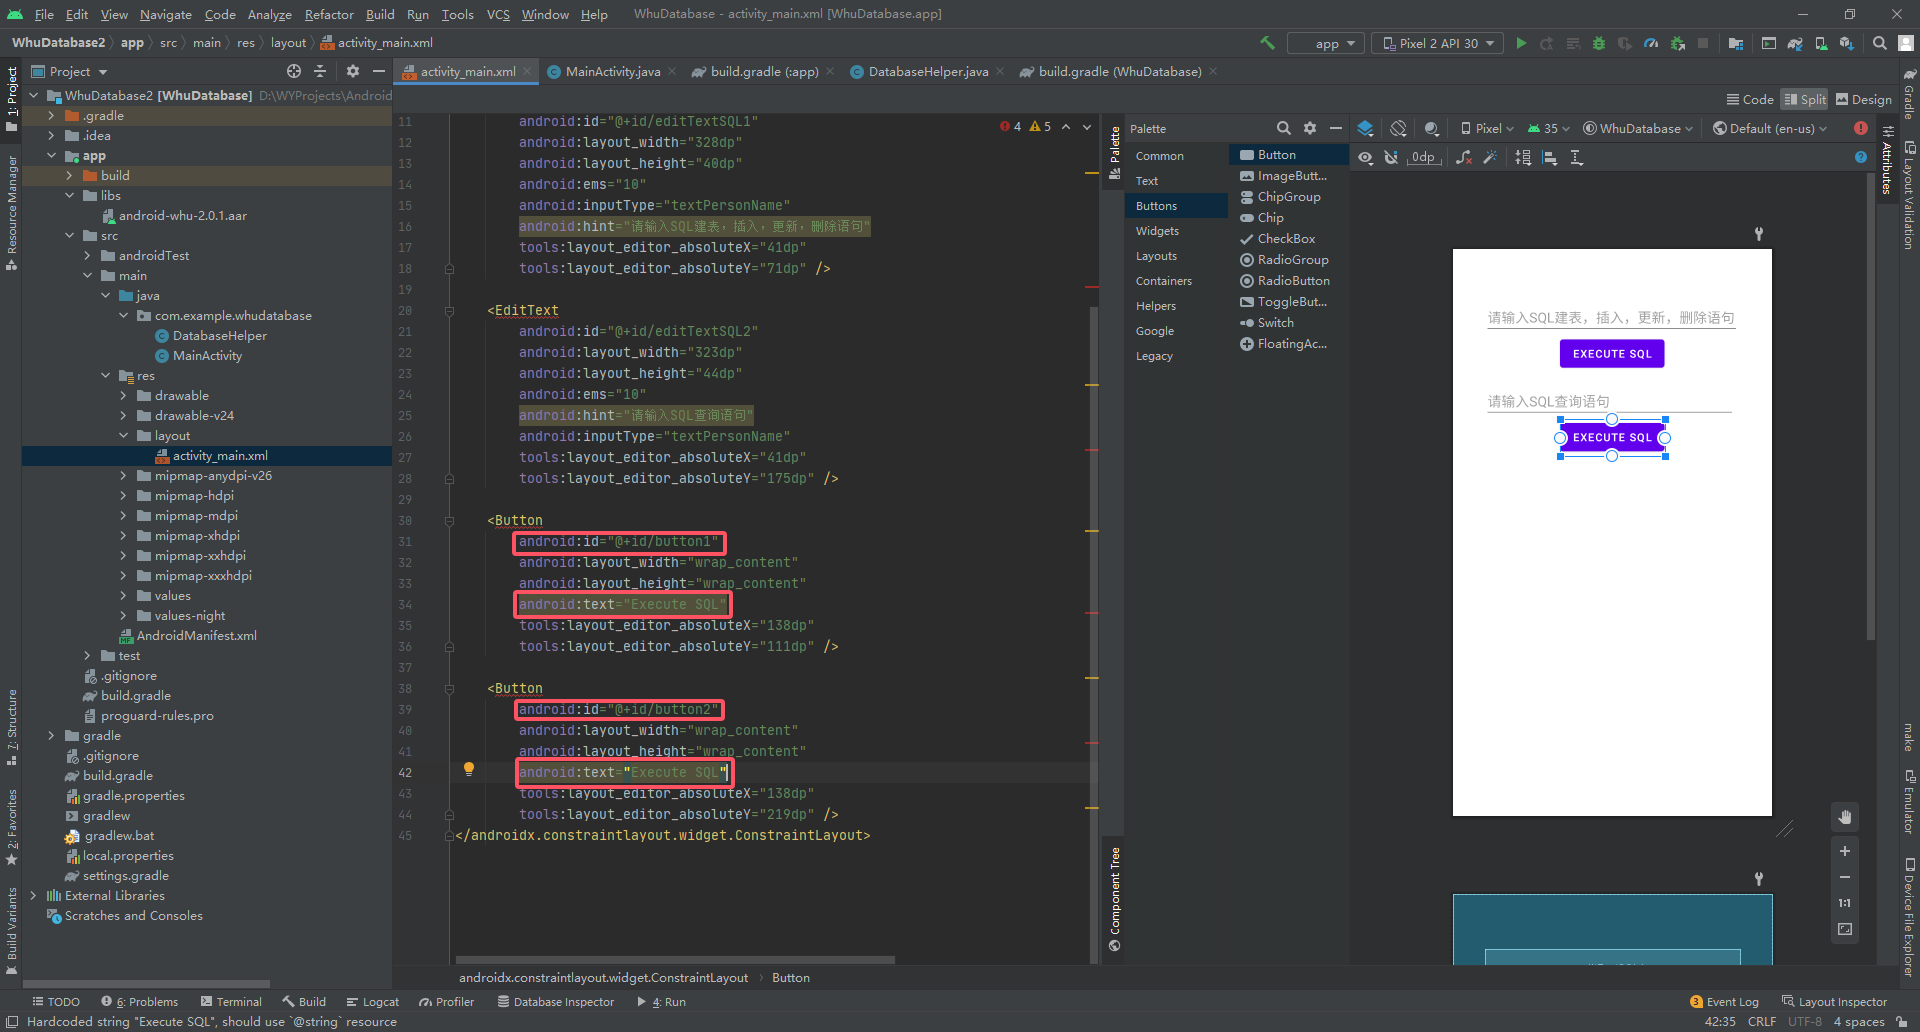 File Edit View Navigate Code Analyze Refactor Build Run Tools VCS Window Help WhuDatabase - activity_main.xml [WhuDatabase.app]
WhuDatabase2 app src main res layout activity_main.xml
app Pixel 2 API 30
1: Project
Resource Manager
7: Structure
2: Favorites
Build Variants
Project
WhuDatabase2 [WhuDatabase] D:\WYProjects\Android
.gradle
.idea
app
build
libs
android-whu-2.0.1.aar
src
androidTest
main
java
com.example.whudatabase
DatabaseHelper
MainActivity
res
drawable
drawable-v24
layout
activity_main.xml
mipmap-anydpi-v26
mipmap-hdpi
mipmap-mdpi
mipmap-xhdpi
mipmap-xxhdpi
mipmap-xxxhdpi
values
values-night
AndroidManifest.xml
test
.gitignore
build.gradle
proguard-rules.pro
gradle
.gitignore
build.gradle
gradle.properties
gradlew
gradlew.bat
local.properties
settings.gradle
External Libraries
Scratches and Consoles
activity_main.xml MainActivity.java build.gradle (:app) DatabaseHelper.java build.gradle (WhuDatabase)
Code Split Design
4 5
11 android:id="@+id/editTextSQL1"
12 android:layout_width="328dp"
13 android:layout_height="40dp"
14 android:ems="10"
15 android:inputType="textPersonName"
16 android:hint="请输入SQL建表，插入，更新，删除语句"
17 tools:layout_editor_absoluteX="41dp"
18 tools:layout_editor_absoluteY="71dp" />
19
20 <EditText
21 android:id="@+id/editTextSQL2"
22 android:layout_width="323dp"
23 android:layout_height="44dp"
24 android:ems="10"
25 android:hint="请输入SQL查询语句"
26 android:inputType="textPersonName"
27 tools:layout_editor_absoluteX="41dp"
28 tools:layout_editor_absoluteY="175dp" />
29
30 <Button
31 android:id="@+id/button1"
32 android:layout_width="wrap_content"
33 android:layout_height="wrap_content"
34 android:text="Execute SQL"
35 tools:layout_editor_absoluteX="138dp"
36 tools:layout_editor_absoluteY="111dp" />
37
38 <Button
39 android:id="@+id/button2"
40 android:layout_width="wrap_content"
41 android:layout_height="wrap_content"
42 android:text="Execute SQL"
43 tools:layout_editor_absoluteX="138dp"
44 tools:layout_editor_absoluteY="219dp" />
45 </androidx.constraintlayout.widget.ConstraintLayout>
androidx.constraintlayout.widget.ConstraintLayout Button
Palette
Component Tree
Palette
Common
Text
Buttons
Widgets
Layouts
Containers
Helpers
Google
Legacy
Button
ImageButt...
ChipGroup
Chip
CheckBox
RadioGroup
RadioButton
ToggleBut...
Switch
FloatingAc...
Pixel 35 WhuDatabase Default (en-us)
0dp
请输入SQL建表，插入，更新，删除语句
EXECUTE SQL
请输入SQL查询语句
EXECUTE SQL
1:1
Attributes
Gradle
Layout Validation
make
Emulator
Device File Explorer
TODO 6: Problems Terminal Build Logcat Profiler Database Inspector 4: Run 3 Event Log Layout Inspector
Hardcoded string "Execute SQL", should use `@string` resource 42:35 CRLF UTF-8 4 spaces